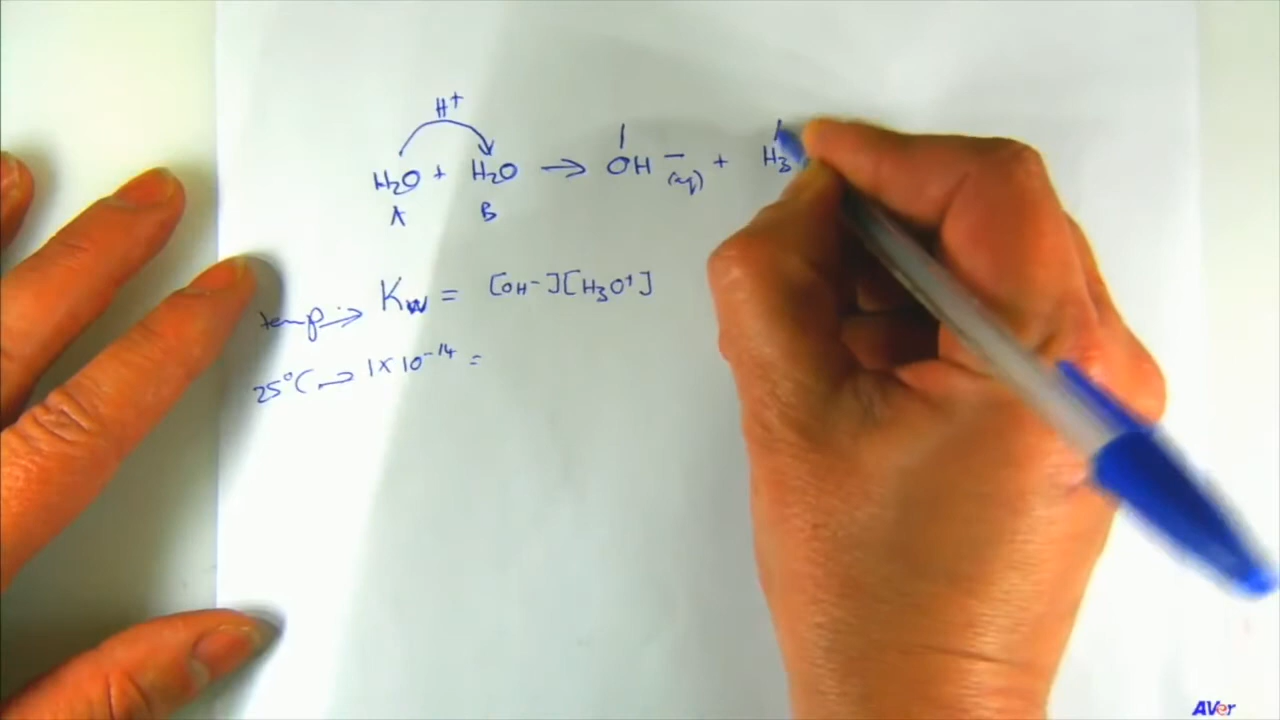 H+
H₂O + H₂O → OH⁻(aq) + H₃
A B
temp → Kw = [OH⁻][H₃O⁺]
25°C → 1×10⁻¹⁴ =
AVer